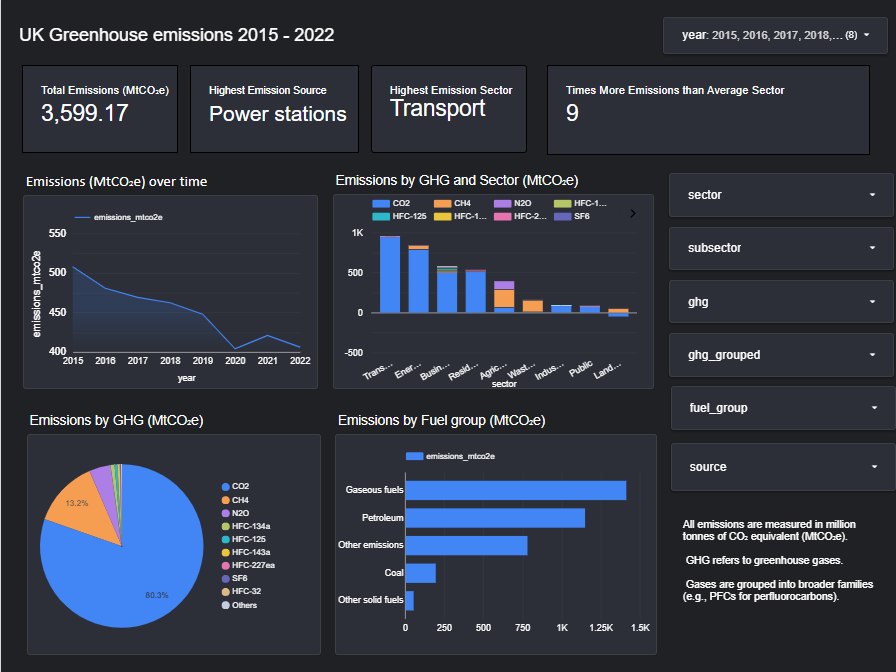 UK Greenhouse emissions 2015 - 2022
year: 2015, 2016, 2017, 2018,... (8)
Total Emissions (MtCO₂e)
3,599.17
Highest Emission Source
Power stations
Highest Emission Sector
Transport
Times More Emissions than Average Sector
9
Emissions (MtCO₂e) over time
emissions_mtco2e
emissions_mtco2e
550
500
450
400
2015 2016 2017 2018 2019 2020 2021 2022
year
Emissions by GHG and Sector (MtCO₂e)
CO2 CH4 N2O HFC-1...
HFC-125 HFC-1... HFC-2... SF6
1K
500
0
-500
Trans... Ener... Busin... Resid... Agric... Wast... Indus... Public Land...
sector
sector
subsector
ghg
ghg_grouped
fuel_group
source
Emissions by GHG (MtCO₂e)
13.2%
80.3%
CO2
CH4
N2O
HFC-134a
HFC-125
HFC-143a
HFC-227ea
SF6
HFC-32
Others
Emissions by Fuel group (MtCO₂e)
emissions_mtco2e
Gaseous fuels
Petroleum
Other emissions
Coal
Other solid fuels
0 250 500 750 1K 1.25K 1.5K
All emissions are measured in million
tonnes of CO₂ equivalent (MtCO₂e).
GHG refers to greenhouse gases.
Gases are grouped into broader families
(e.g., PFCs for perfluorocarbons).